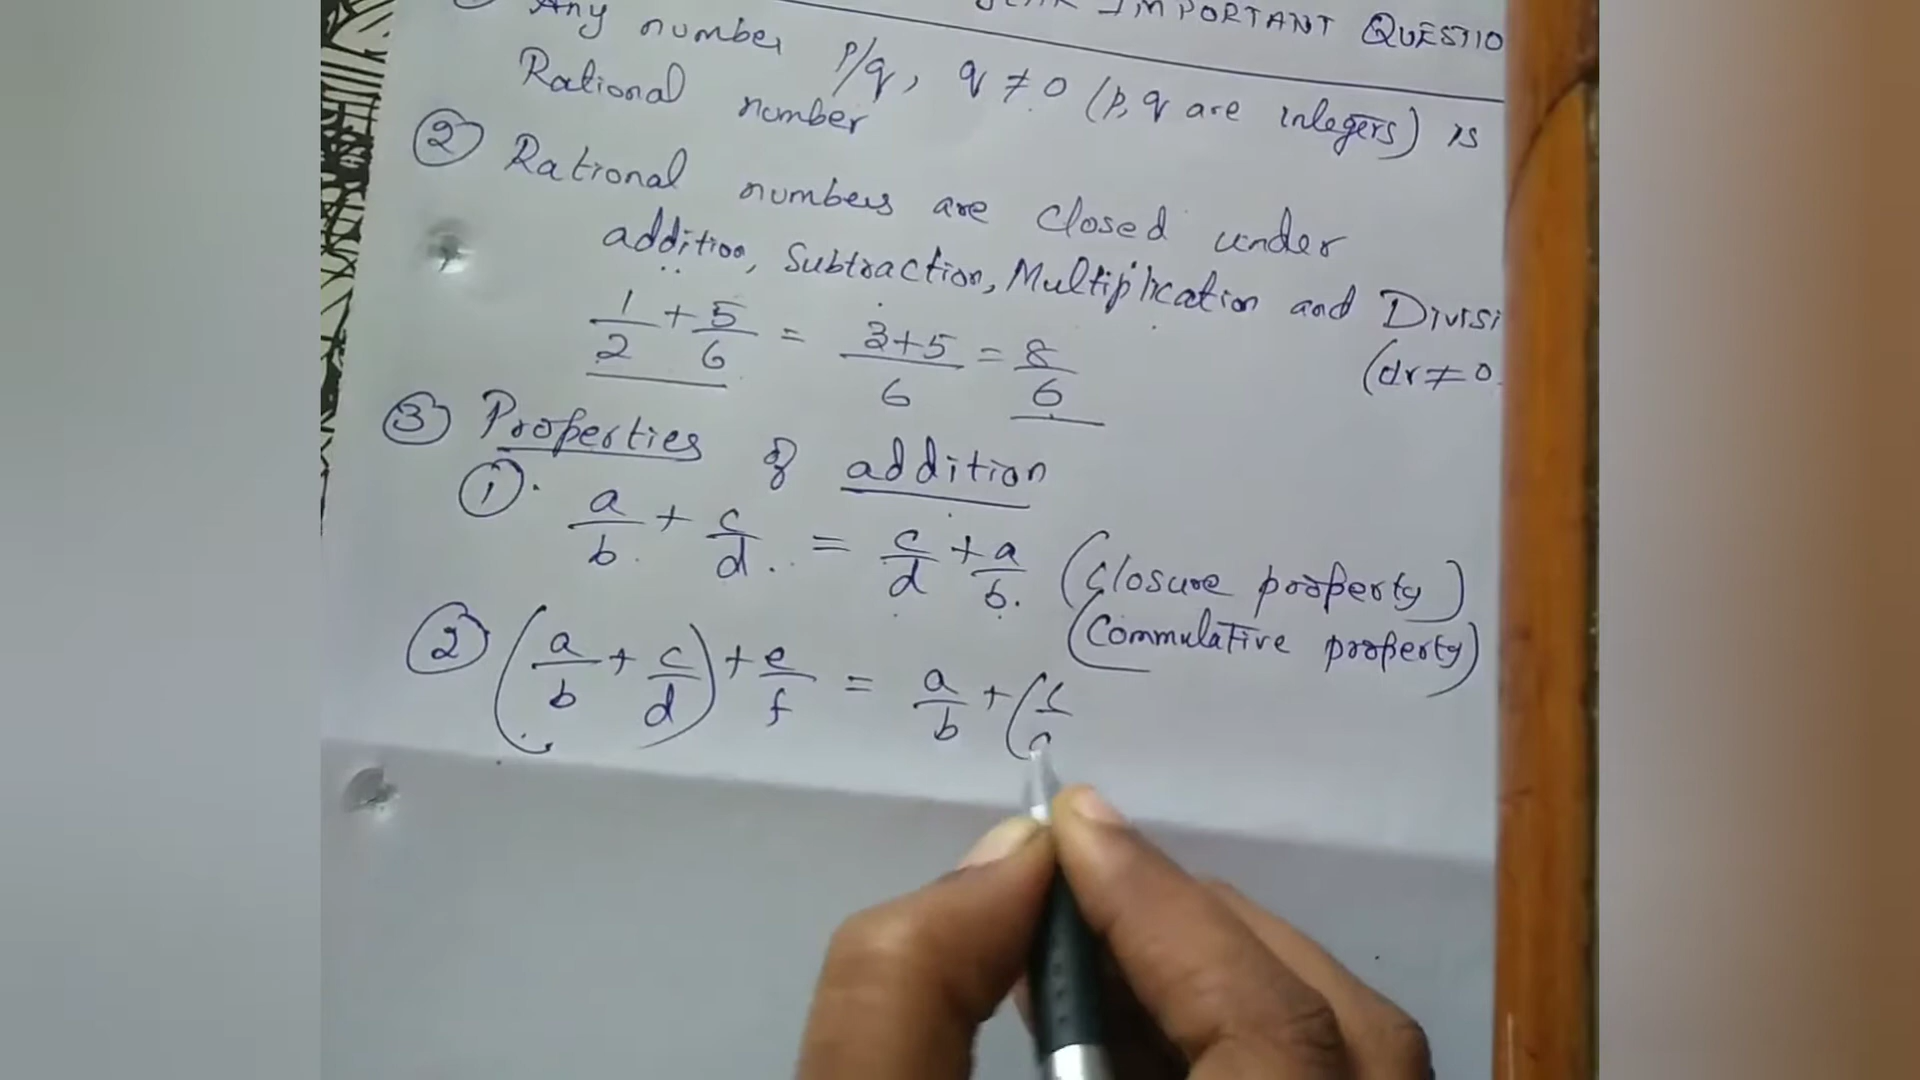 IMPORTANT QUESTIO
Any number p/q, q ≠ 0 (p, q are integers) is
Rational number
② Rational numbers are closed under
addition, Subtraction, Multiplication and Divisi
(dr ≠ 0
1/2 + 5/6 = 3+5/6 = 8/6
③ Properties of addition
① a/b + c/d = c/d + a/b. (Closure property)
(Commulative property)
② (a/b + c/d) + e/f = a/b + (c/